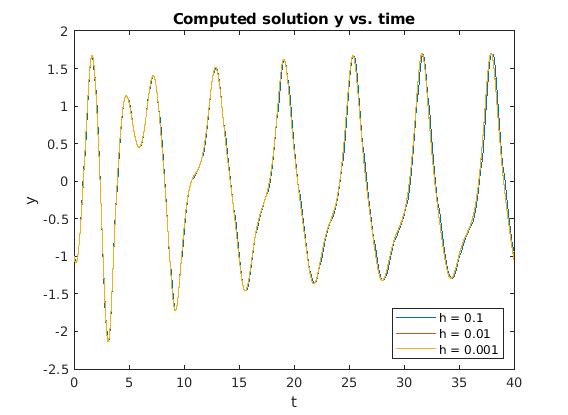 Computed solution y vs. time
2
1.5
1
0.5
0
-0.5
-1
-1.5
-2
-2.5
y
0 5 10 15 20 25 30 35 40
t
h = 0.1
h = 0.01
h = 0.001